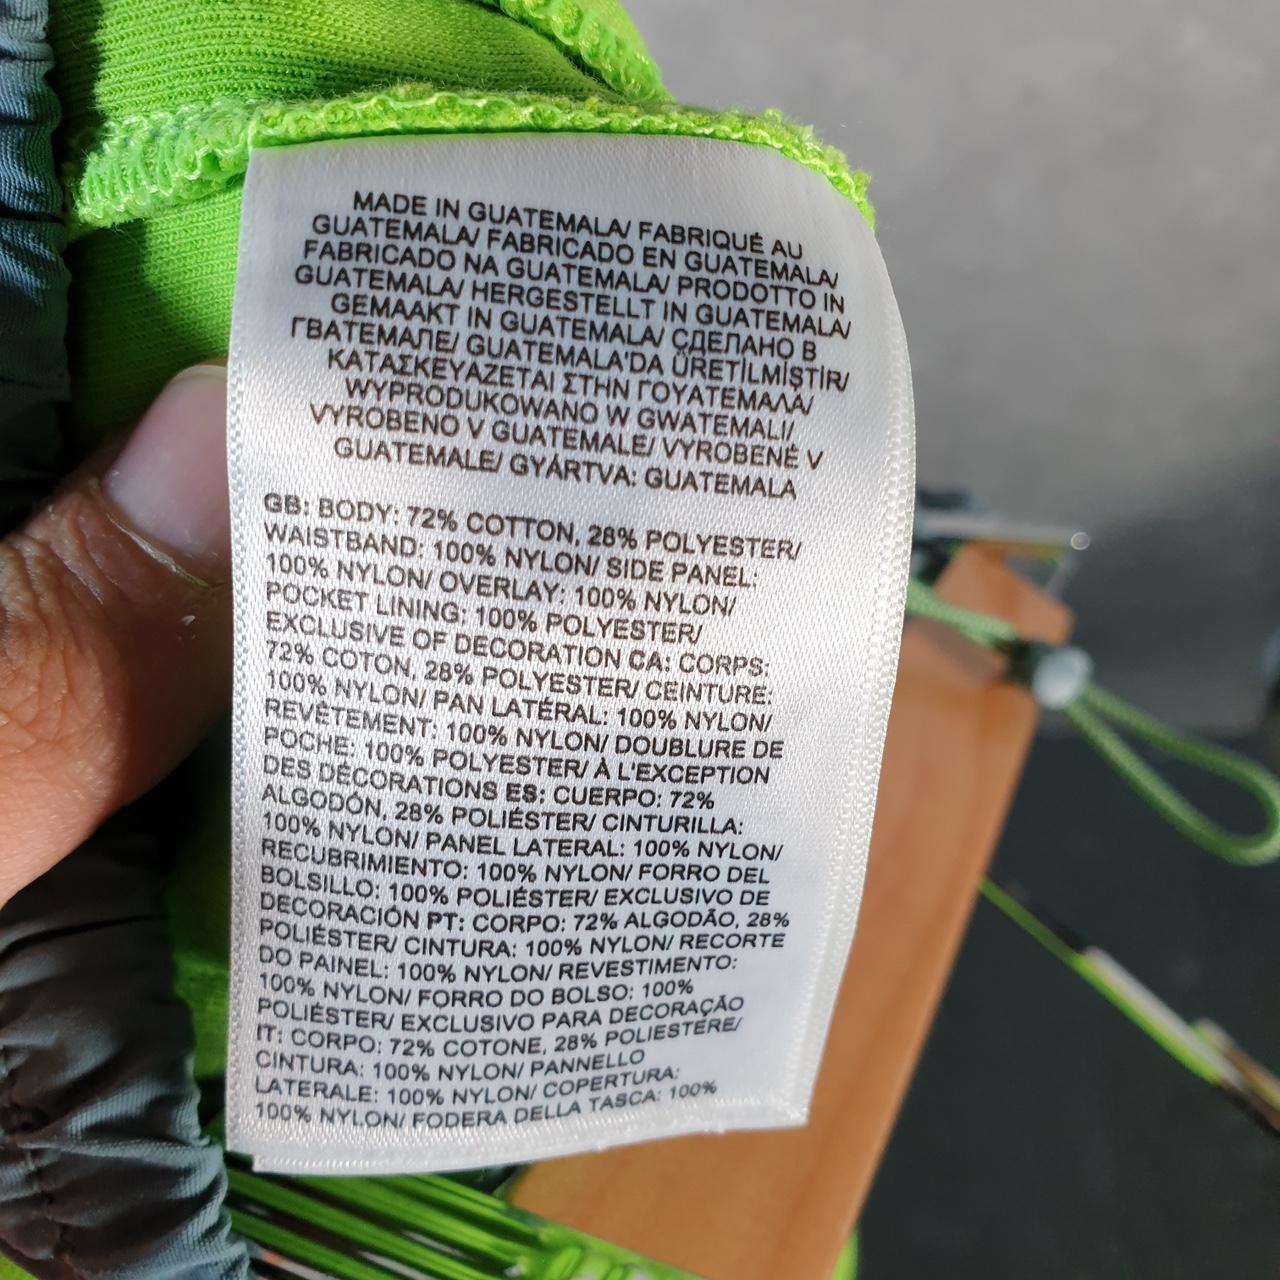 MADE IN GUATEMALA/ FABRIQUÉ AU
GUATEMALA/ FABRICADO EN GUATEMALA/
FABRICADO NA GUATEMALA/ PRODOTTO IN
GUATEMALA/ HERGESTELLT IN GUATEMALA/
GEMAAKT IN GUATEMALA/ СДЕЛАНО В
ГВАТЕМАЛЕ/ GUATEMALA'DA ÜRETİLMİŞTİR/
ΚΑΤΑΣΚΕΥΑΖΕΤΑΙ ΣΤΗΝ ΓΟΥΑΤΕΜΑΛΑ/
WYPRODUKOWANO W GWATEMALI/
VYROBENO V GUATEMALE/ VYROBENÉ V
GUATEMALE/ GYÁRTVA: GUATEMALA
GB: BODY: 72% COTTON, 28% POLYESTER/
WAISTBAND: 100% NYLON/ SIDE PANEL:
100% NYLON/ OVERLAY: 100% NYLON/
POCKET LINING: 100% POLYESTER/
EXCLUSIVE OF DECORATION CA: CORPS:
72% COTON, 28% POLYESTER/ CEINTURE:
100% NYLON/ PAN LATÉRAL: 100% NYLON/
REVÊTEMENT: 100% NYLON/ DOUBLURE DE
POCHE: 100% POLYESTER/ À L'EXCEPTION
DES DÉCORATIONS ES: CUERPO: 72%
ALGODÓN, 28% POLIÉSTER/ CINTURILLA:
100% NYLON/ PANEL LATERAL: 100% NYLON/
RECUBRIMIENTO: 100% NYLON/ FORRO DEL
BOLSILLO: 100% POLIÉSTER/ EXCLUSIVO DE
DECORACIÓN PT: CORPO: 72% ALGODÃO, 28%
POLIÉSTER/ CINTURA: 100% NYLON/ RECORTE
DO PAINEL: 100% NYLON/ REVESTIMENTO:
100% NYLON/ FORRO DO BOLSO: 100%
POLIÉSTER/ EXCLUSIVO PARA DECORAÇÃO
IT: CORPO: 72% COTONE, 28% POLIESTERE/
CINTURA: 100% NYLON/ PANNELLO
LATERALE: 100% NYLON/ COPERTURA:
100% NYLON/ FODERA DELLA TASCA: 100%